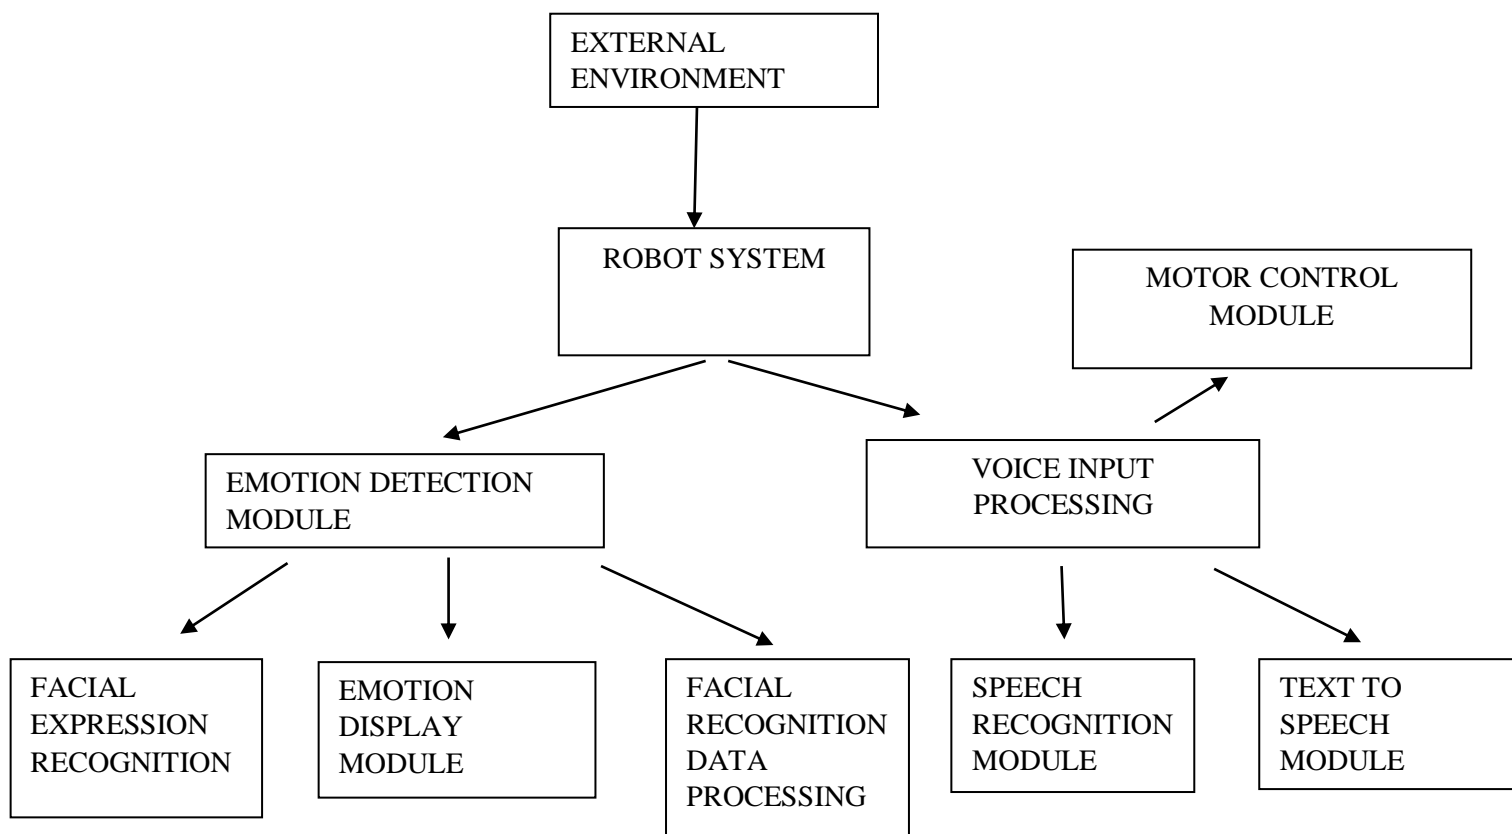 EXTERNAL
ENVIRONMENT
ROBOT SYSTEM
MOTOR CONTROL
MODULE
EMOTION DETECTION
MODULE
VOICE INPUT
PROCESSING
FACIAL
EXPRESSION
RECOGNITION
EMOTION
DISPLAY
MODULE
FACIAL
RECOGNITION
DATA
PROCESSING
SPEECH
RECOGNITION
MODULE
TEXT TO
SPEECH
MODULE